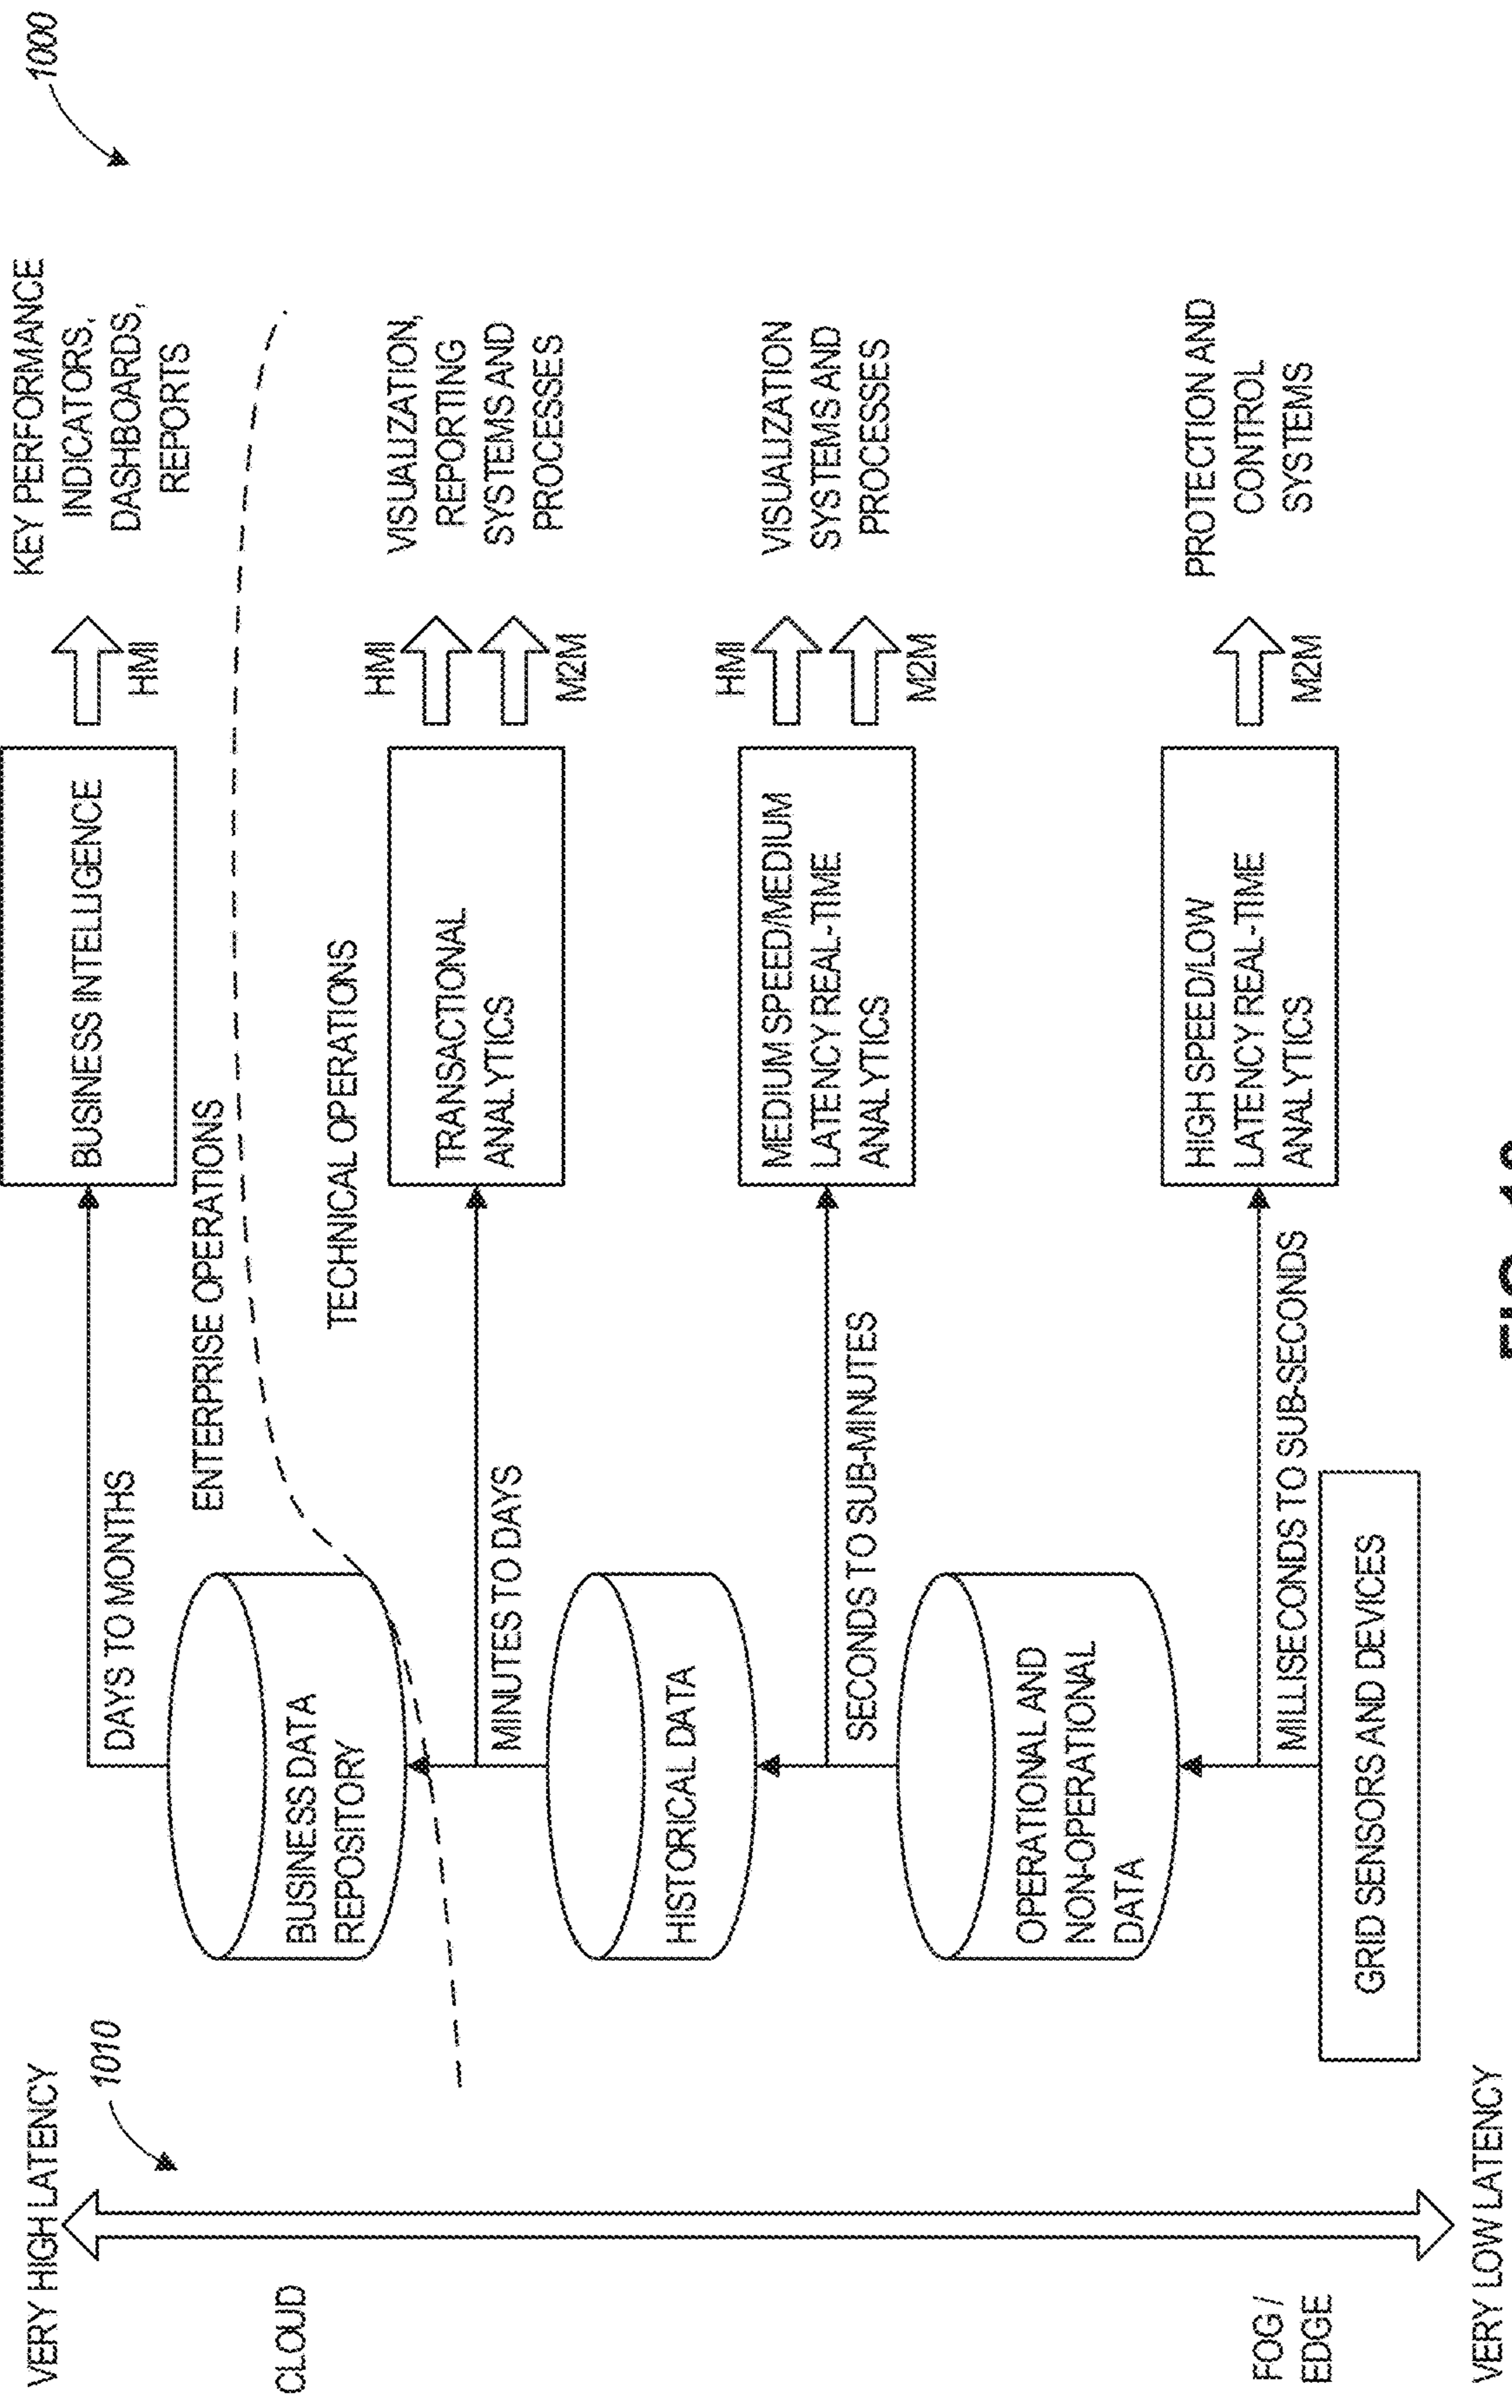 1000
VERY HIGH LATENCY
1010
CLOUD
FOG /
EDGE
VERY LOW LATENCY
DAYS TO MONTHS
BUSINESS INTELLIGENCE
HMI
KEY PERFORMANCE
INDICATORS,
DASHBOARDS,
REPORTS
BUSINESS DATA
REPOSITORY
ENTERPRISE OPERATIONS
TECHNICAL OPERATIONS
MINUTES TO DAYS
TRANSACTIONAL
ANALYTICS
HMI
M2M
VISUALIZATION,
REPORTING
SYSTEMS AND
PROCESSES
HISTORICAL DATA
SECONDS TO SUB-MINUTES
MEDIUM SPEED/MEDIUM
LATENCY REAL-TIME
ANALYTICS
HMI
M2M
VISUALIZATION
SYSTEMS AND
PROCESSES
OPERATIONAL AND
NON-OPERATIONAL
DATA
MILLISECONDS TO SUB-SECONDS
HIGH SPEED/LOW
LATENCY REAL-TIME
ANALYTICS
M2M
PROTECTION AND
CONTROL
SYSTEMS
GRID SENSORS AND DEVICES